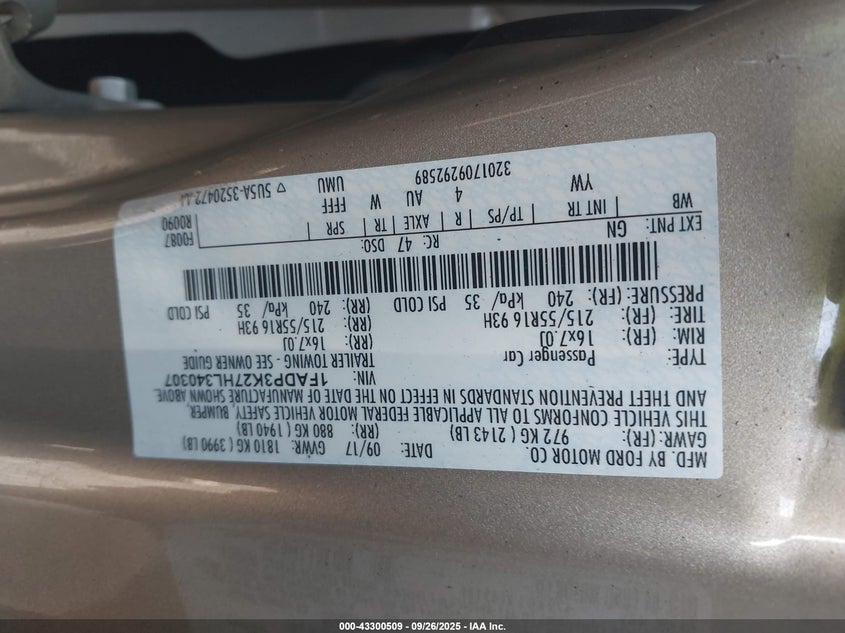 MFD. BY FORD MOTOR CO.
DATE: 09/17 GVWR: 1810 KG ( 3990 LB)
GAWR: (FR): 972 KG ( 2143 LB) (RR): 880 KG ( 1940 LB)
THIS VEHICLE CONFORMS TO ALL APPLICABLE FEDERAL MOTOR VEHICLE SAFETY, BUMPER,
AND THEFT PREVENTION STANDARDS IN EFFECT ON THE DATE OF MANUFACTURE SHOWN ABOVE.
VIN: 1FADP3K27HL340307
TYPE: Passenger Car TRAILER TOWING - SEE OWNER GUIDE
RIM: (FR): 16x7.0J (RR): 16x7.0J
TIRE: (FR): 215/55R16 93H (RR): 215/55R16 93H
PRESSURE: (FR): 240 kPa/ 35 PSI COLD (RR): 240 kPa/ 35 PSI COLD
EXT PNT: GN RC: 47 DSO: F0087
R0090
WB INT TR TP/PS R AXLE TR SPR
YW 4 AU W FFFF UMU 5U5A-3520472-AA
3201709292589
000-43300509 - 09/26/2025 - IAA Inc.